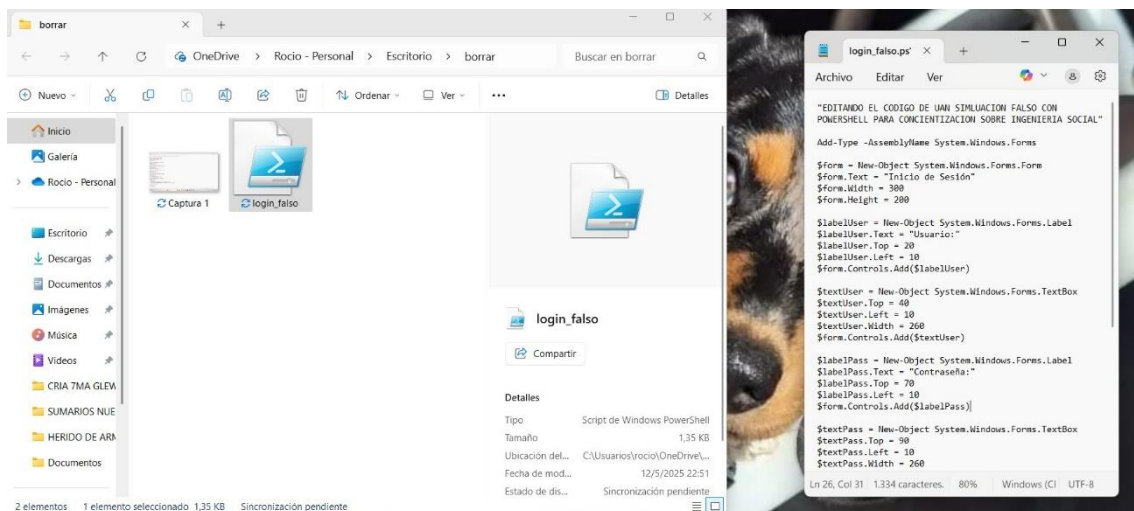 borrar
OneDrive > Rocio - Personal > Escritorio > borrar
Buscar en borrar
Nuevo
Ordenar
Ver
Detalles
Inicio
Galería
Rocio - Personal
Escritorio
Descargas
Documentos
Imágenes
Música
Videos
CRIA 7MA GLEW
SUMARIOS NUE
HERIDO DE ARM
Documentos
Captura 1
login_falso
login_falso
Compartir
Detalles
Tipo Script de Windows PowerShell
Tamaño 1,35 KB
Ubicación del... C:\Usuarios\rocio\OneDrive\...
Fecha de mod... 12/5/2025 22:51
Estado de dis... Sincronización pendiente
2 elementos 1 elemento seleccionado 1,35 KB Sincronización pendiente
login_falso.ps'
Archivo Editar Ver
"EDITANDO EL CODIGO DE UAN SIMLUACION FALSO CON
POWERSHELL PARA CONCIENTIZACION SOBRE INGENIERIA SOCIAL"
Add-Type -AssemblyName System.Windows.Forms
$form = New-Object System.Windows.Forms.Form
$form.Text = "Inicio de Sesión"
$form.Width = 300
$form.Height = 200
$labelUser = New-Object System.Windows.Forms.Label
$labelUser.Text = "Usuario:"
$labelUser.Top = 20
$labelUser.Left = 10
$form.Controls.Add($labelUser)
$textUser = New-Object System.Windows.Forms.TextBox
$textUser.Top = 40
$textUser.Left = 10
$textUser.Width = 260
$form.Controls.Add($textUser)
$labelPass = New-Object System.Windows.Forms.Label
$labelPass.Text = "Contraseña:"
$labelPass.Top = 70
$labelPass.Left = 10
$form.Controls.Add($labelPass)
$textPass = New-Object System.Windows.Forms.TextBox
$textPass.Top = 90
$textPass.Left = 10
$textPass.Width = 260
Ln 26, Col 31 1.334 caracteres. 80% Windows (Cl UTF-8